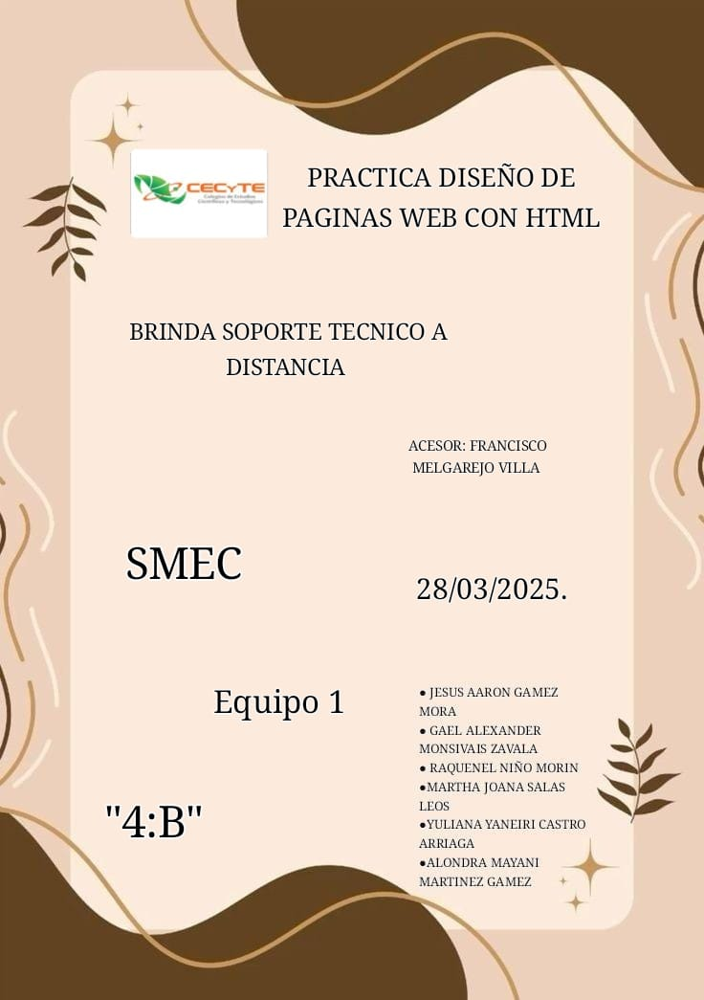 CECyTE
Colegios de Estudios
Científicos y Tecnológicos
PRACTICA DISEÑO DE
PAGINAS WEB CON HTML
BRINDA SOPORTE TECNICO A
DISTANCIA
ACESOR: FRANCISCO
MELGAREJO VILLA
SMEC
28/03/2025.
Equipo 1
"4:B"
● JESUS AARON GAMEZ
MORA
● GAEL ALEXANDER
MONSIVAIS ZAVALA
● RAQUENEL NIÑO MORIN
●MARTHA JOANA SALAS
LEOS
●YULIANA YANEIRI CASTRO
ARRIAGA
●ALONDRA MAYANI
MARTINEZ GAMEZ